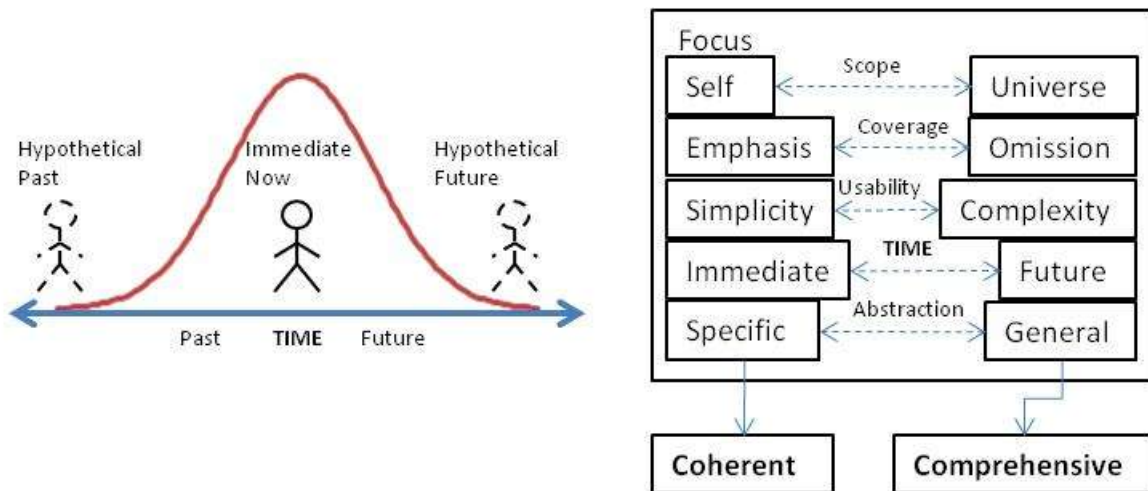 Hypothetical
Past
Immediate
Now
Hypothetical
Future
Past TIME Future
Focus
Self Scope Universe
Emphasis Coverage Omission
Simplicity Usability Complexity
Immediate TIME Future
Specific Abstraction General
Coherent Comprehensive